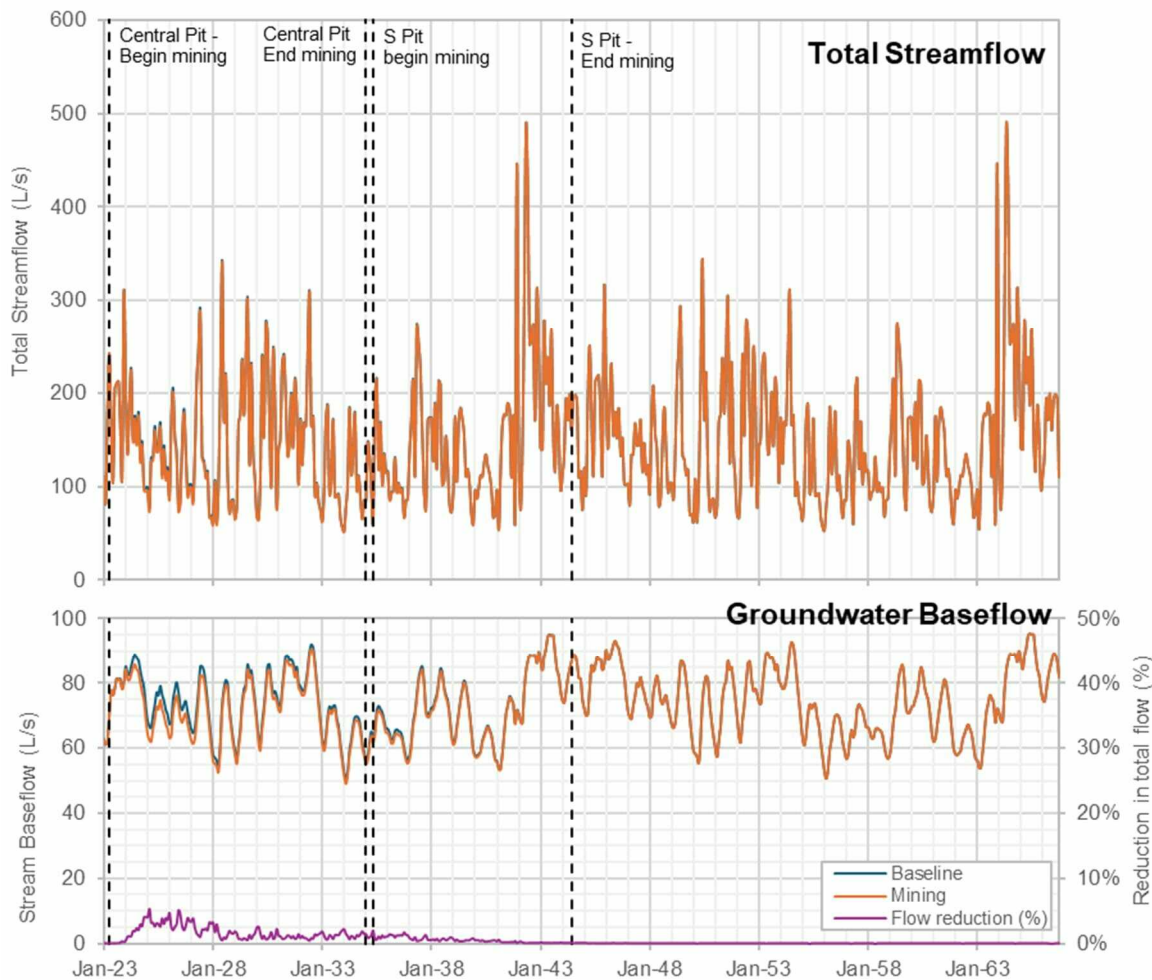 600
500
400
300
200
100
0
Total Streamflow (L/s)
Central Pit -
Begin mining
Central Pit
End mining
S Pit
begin mining
S Pit -
End mining
Total Streamflow
Groundwater Baseflow
100
80
60
40
20
0
Stream Baseflow (L/s)
50%
40%
30%
20%
10%
0%
Reduction in total flow (%)
Baseline
Mining
Flow reduction (%)
Jan-23 Jan-28 Jan-33 Jan-38 Jan-43 Jan-48 Jan-53 Jan-58 Jan-63